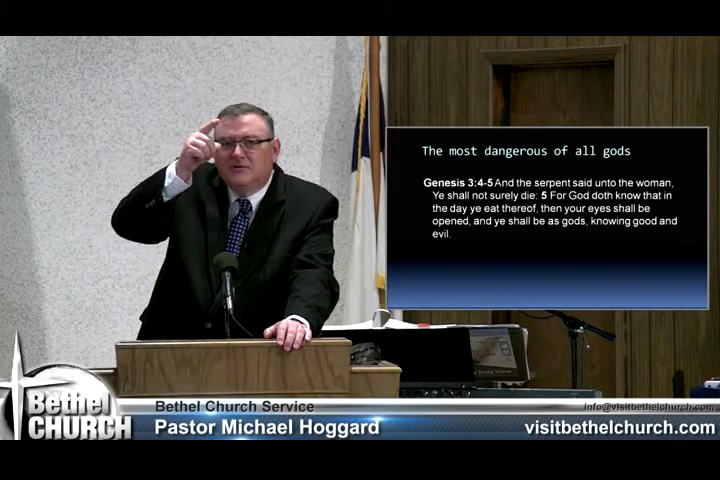 The most dangerous of all gods
Genesis 3:4-5 And the serpent said unto the woman,
Ye shall not surely die: 5 For God doth know that in
the day ye eat thereof, then your eyes shall be
opened, and ye shall be as gods, knowing good and
evil.
Bethel
CHURCH
Bethel Church Service
info@visitbethelchurch.com
Pastor Michael Hoggard
visitbethelchurch.com